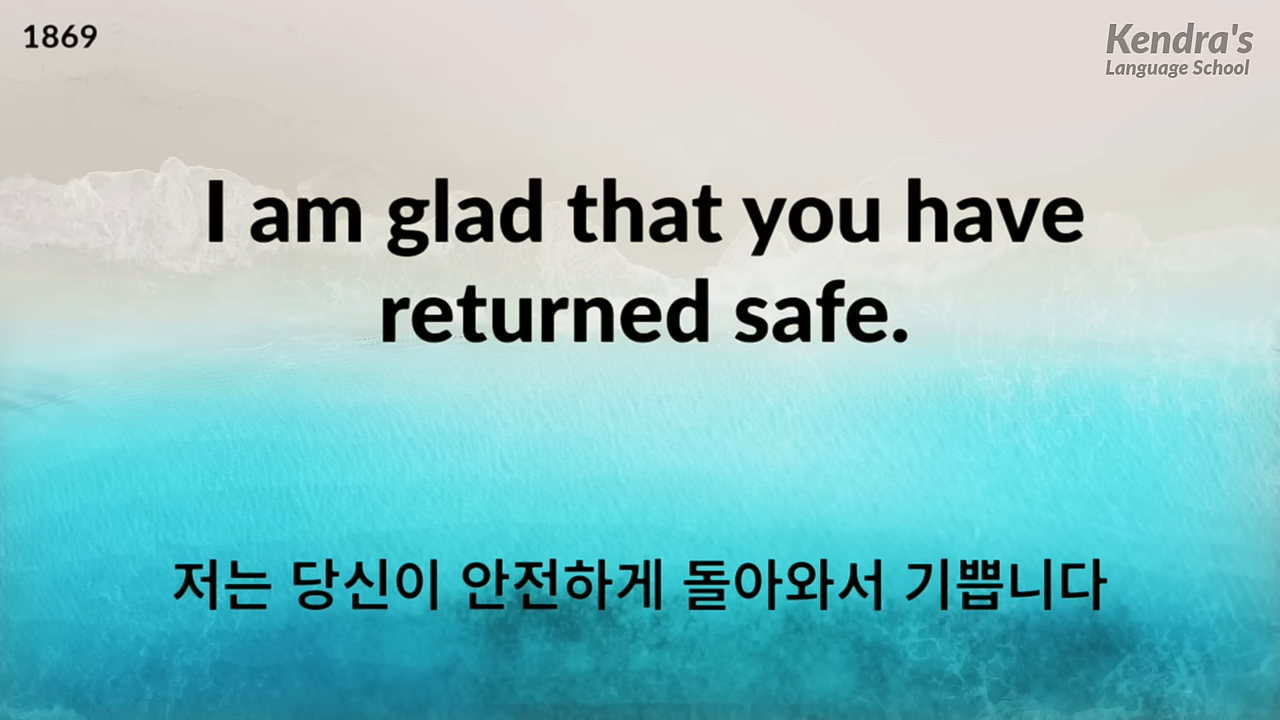 1869
Kendra's
Language School
I am glad that you have
returned safe.
저는 당신이 안전하게 돌아와서 기쁩니다